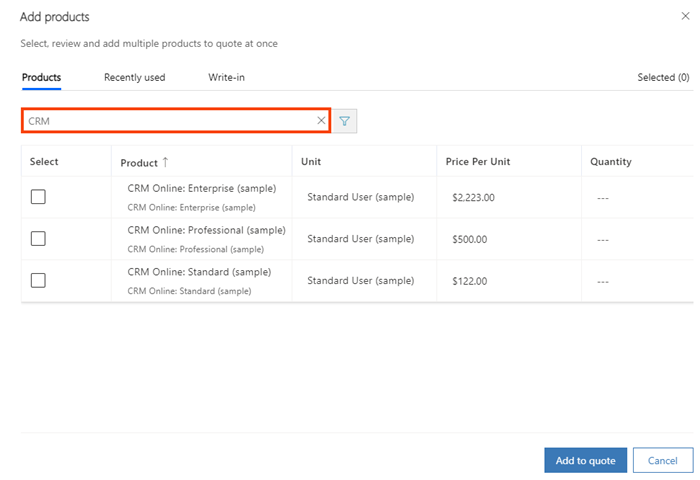 Add products
Select, review and add multiple products to quote at once
Products Recently used Write-in Selected (0)
CRM
Select Product ↑ Unit Price Per Unit Quantity
CRM Online: Enterprise (sample)
CRM Online: Enterprise (sample)
Standard User (sample) $2,223.00 ---
CRM Online: Professional (sample)
CRM Online: Professional (sample)
Standard User (sample) $500.00 ---
CRM Online: Standard (sample)
CRM Online: Standard (sample)
Standard User (sample) $122.00 ---
Add to quote Cancel